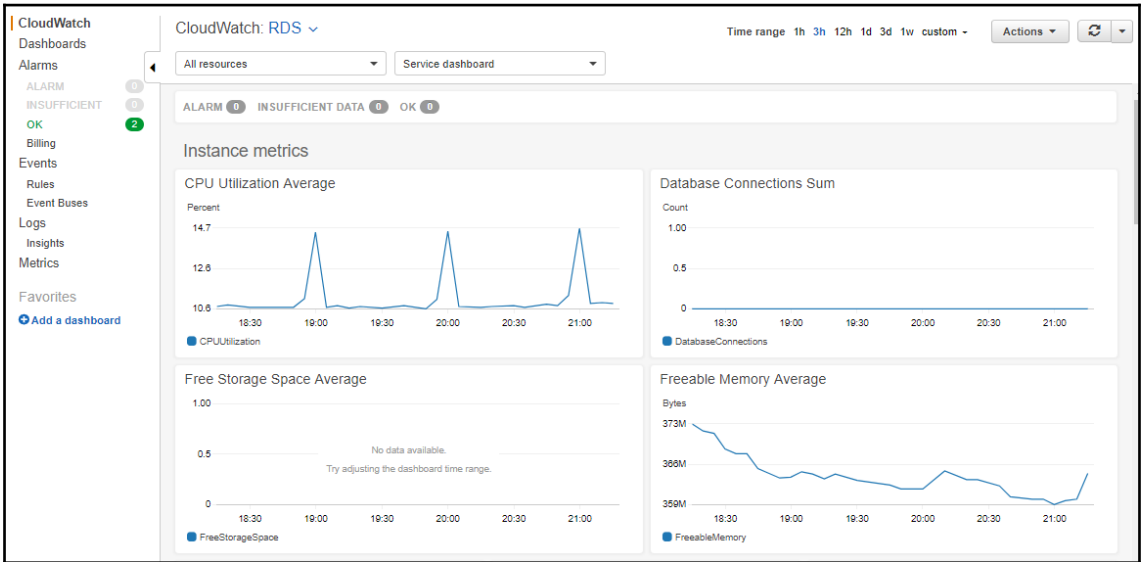 CloudWatch
Dashboards
Alarms
ALARM 0
INSUFFICIENT 0
OK 2
Billing
Events
Rules
Event Buses
Logs
Insights
Metrics
Favorites
Add a dashboard
CloudWatch: RDS
Time range 1h 3h 12h 1d 3d 1w custom
Actions
All resources
Service dashboard
ALARM 0 INSUFFICIENT DATA 0 OK 0
Instance metrics
CPU Utilization Average
Percent
14.7
12.6
10.6
18:30 19:00 19:30 20:00 20:30 21:00
CPUUtilization
Database Connections Sum
Count
1.00
0.5
0
18:30 19:00 19:30 20:00 20:30 21:00
DatabaseConnections
Free Storage Space Average
1.00
0.5
0
No data available.
Try adjusting the dashboard time range.
18:30 19:00 19:30 20:00 20:30 21:00
FreeStorageSpace
Freeable Memory Average
Bytes
373M
366M
359M
18:30 19:00 19:30 20:00 20:30 21:00
FreeableMemory